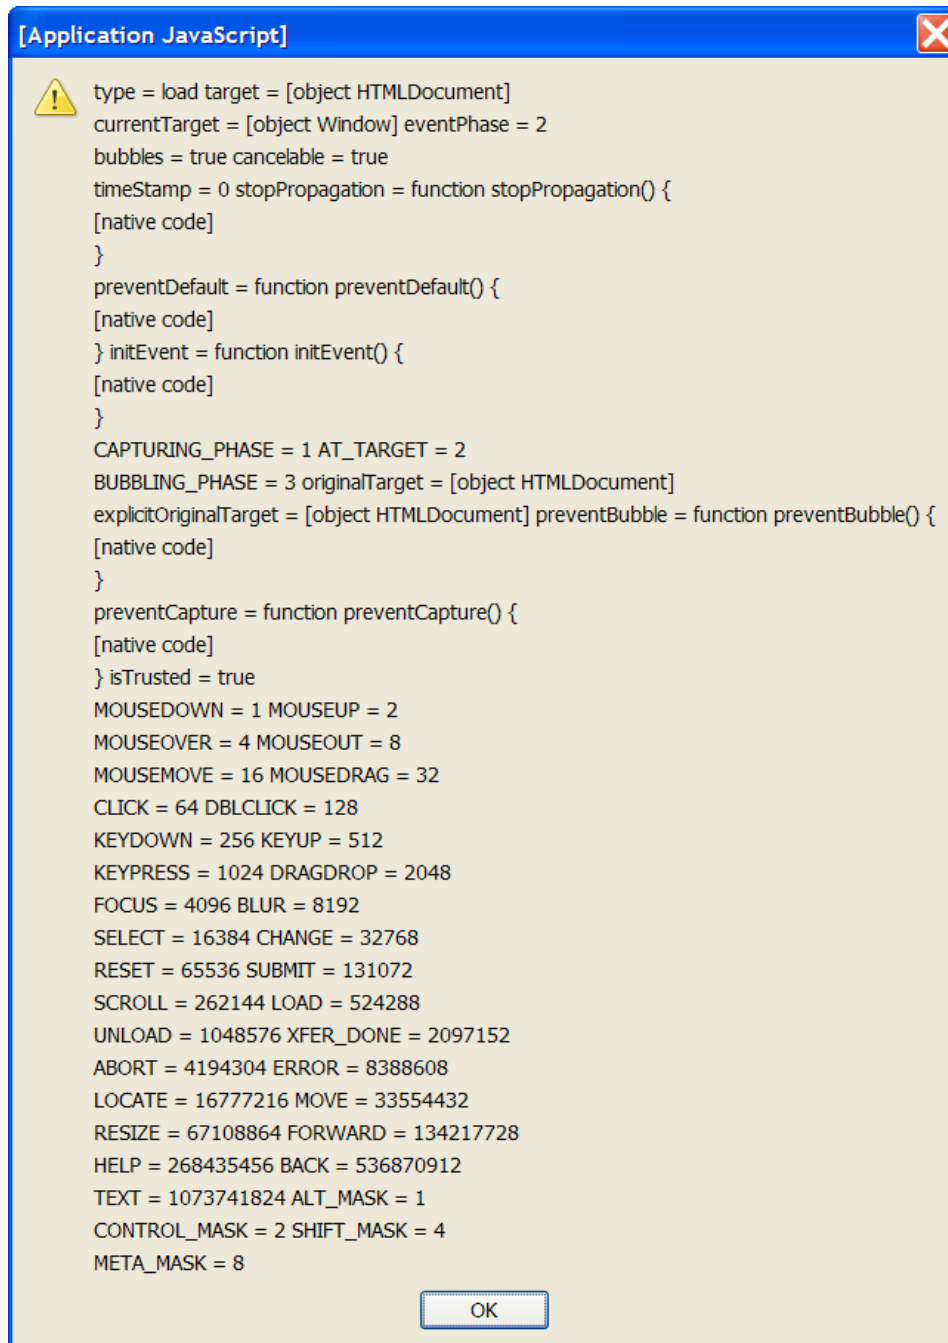 [Application JavaScript]
type = load target = [object HTMLDocument]
currentTarget = [object Window] eventPhase = 2
bubbles = true cancelable = true
timeStamp = 0 stopPropagation = function stopPropagation() {
[native code]
}
preventDefault = function preventDefault() {
[native code]
} initEvent = function initEvent() {
[native code]
}
CAPTURING_PHASE = 1 AT_TARGET = 2
BUBBLING_PHASE = 3 originalTarget = [object HTMLDocument]
explicitOriginalTarget = [object HTMLDocument] preventBubble = function preventBubble() {
[native code]
}
preventCapture = function preventCapture() {
[native code]
} isTrusted = true
MOUSEDOWN = 1 MOUSEUP = 2
MOUSEOVER = 4 MOUSEOUT = 8
MOUSEMOVE = 16 MOUSEDRAG = 32
CLICK = 64 DBLCLICK = 128
KEYDOWN = 256 KEYUP = 512
KEYPRESS = 1024 DRAGDROP = 2048
FOCUS = 4096 BLUR = 8192
SELECT = 16384 CHANGE = 32768
RESET = 65536 SUBMIT = 131072
SCROLL = 262144 LOAD = 524288
UNLOAD = 1048576 XFER_DONE = 2097152
ABORT = 4194304 ERROR = 8388608
LOCATE = 16777216 MOVE = 33554432
RESIZE = 67108864 FORWARD = 134217728
HELP = 268435456 BACK = 536870912
TEXT = 1073741824 ALT_MASK = 1
CONTROL_MASK = 2 SHIFT_MASK = 4
META_MASK = 8
OK